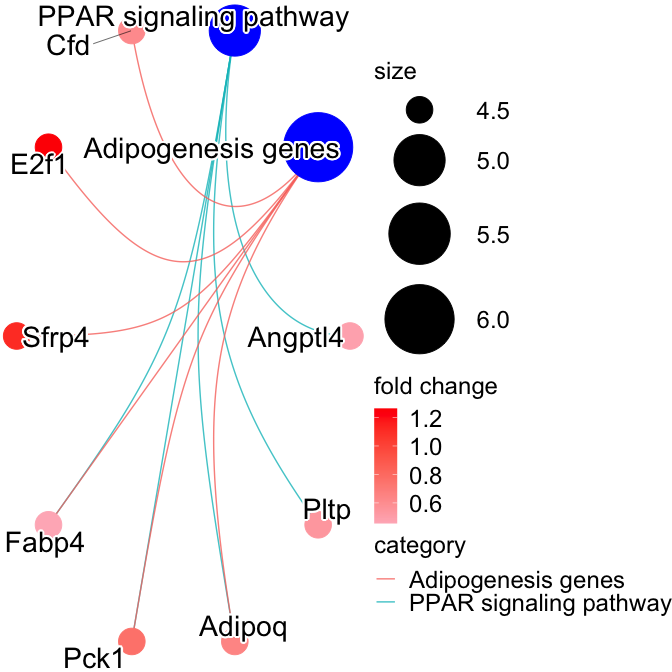 PPAR signaling pathway
Cfd
E2f1
Adipogenesis genes
Sfrp4
Angptl4
Fabp4
Pltp
Pck1
Adipoq
size
4.5
5.0
5.5
6.0
fold change
1.2
1.0
0.8
0.6
category
Adipogenesis genes
PPAR signaling pathway